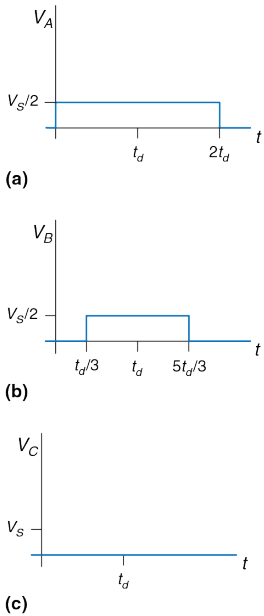 V_A
V_S/2
t
t_d
2t_d
(a)
V_B
V_S/2
t
t_d/3
t_d
5t_d/3
(b)
V_C
V_S
t
t_d
(c)